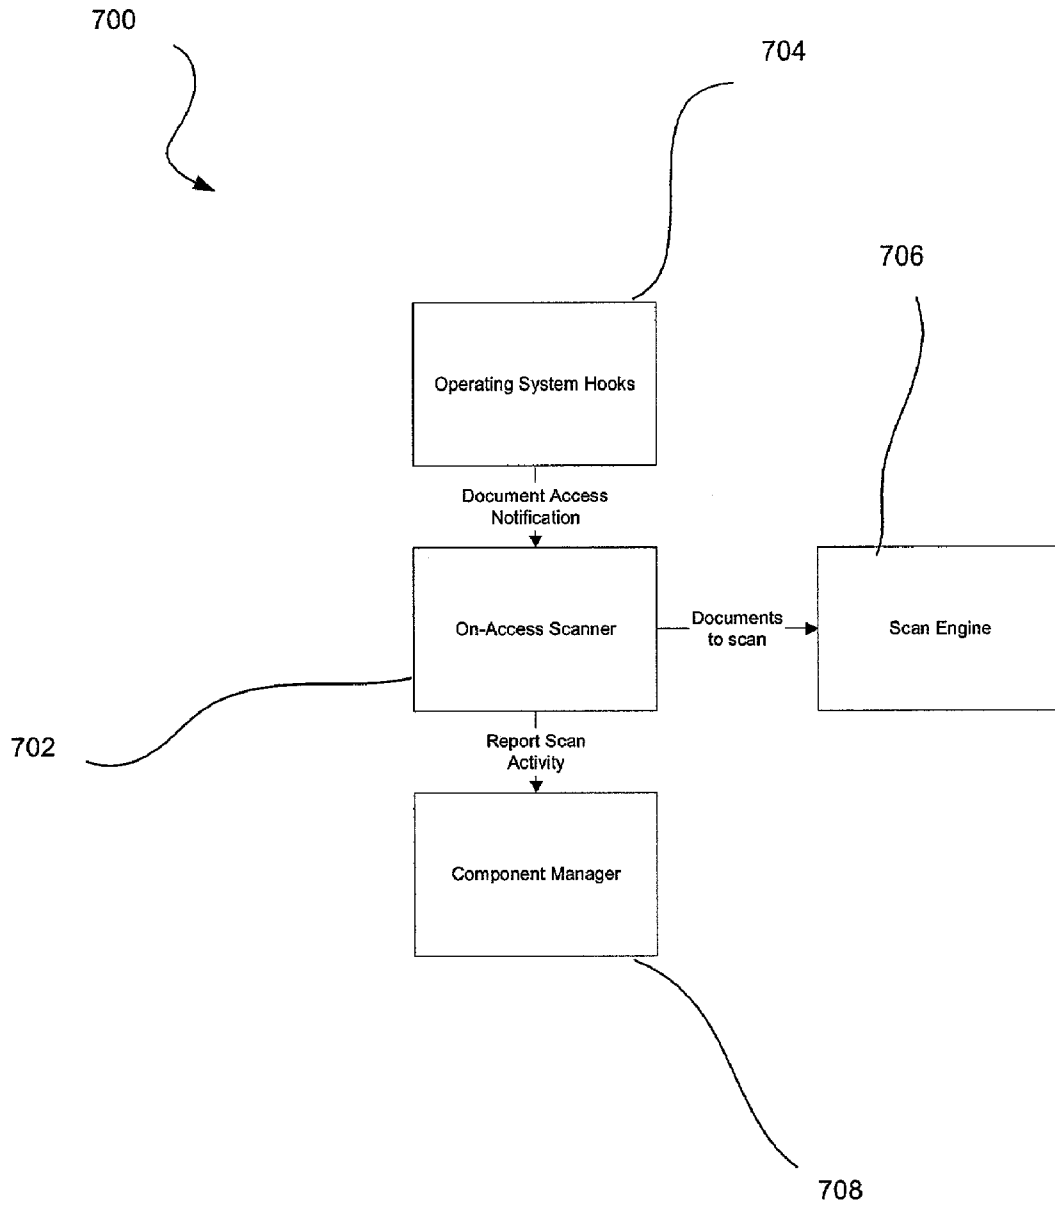 700
704
706
Operating System Hooks
Document Access
Notification
On-Access Scanner
Documents
to scan
Scan Engine
702
Report Scan
Activity
Component Manager
708